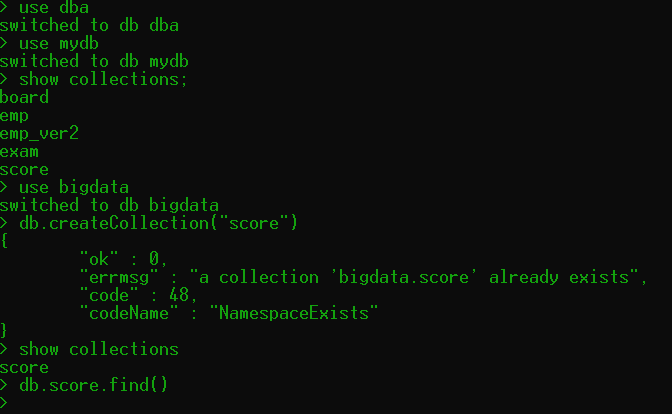 > use dba
switched to db dba
> use mydb
switched to db mydb
> show collections;
board
emp
emp_ver2
exam
score
> use bigdata
switched to db bigdata
> db.createCollection("score")
{
        "ok" : 0,
        "errmsg" : "a collection 'bigdata.score' already exists",
        "code" : 48,
        "codeName" : "NamespaceExists"
}
> show collections
score
> db.score.find()
>